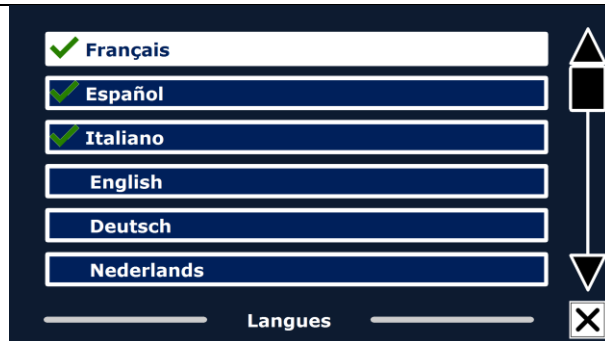 Français
Español
Italiano
English
Deutsch
Nederlands
Langues